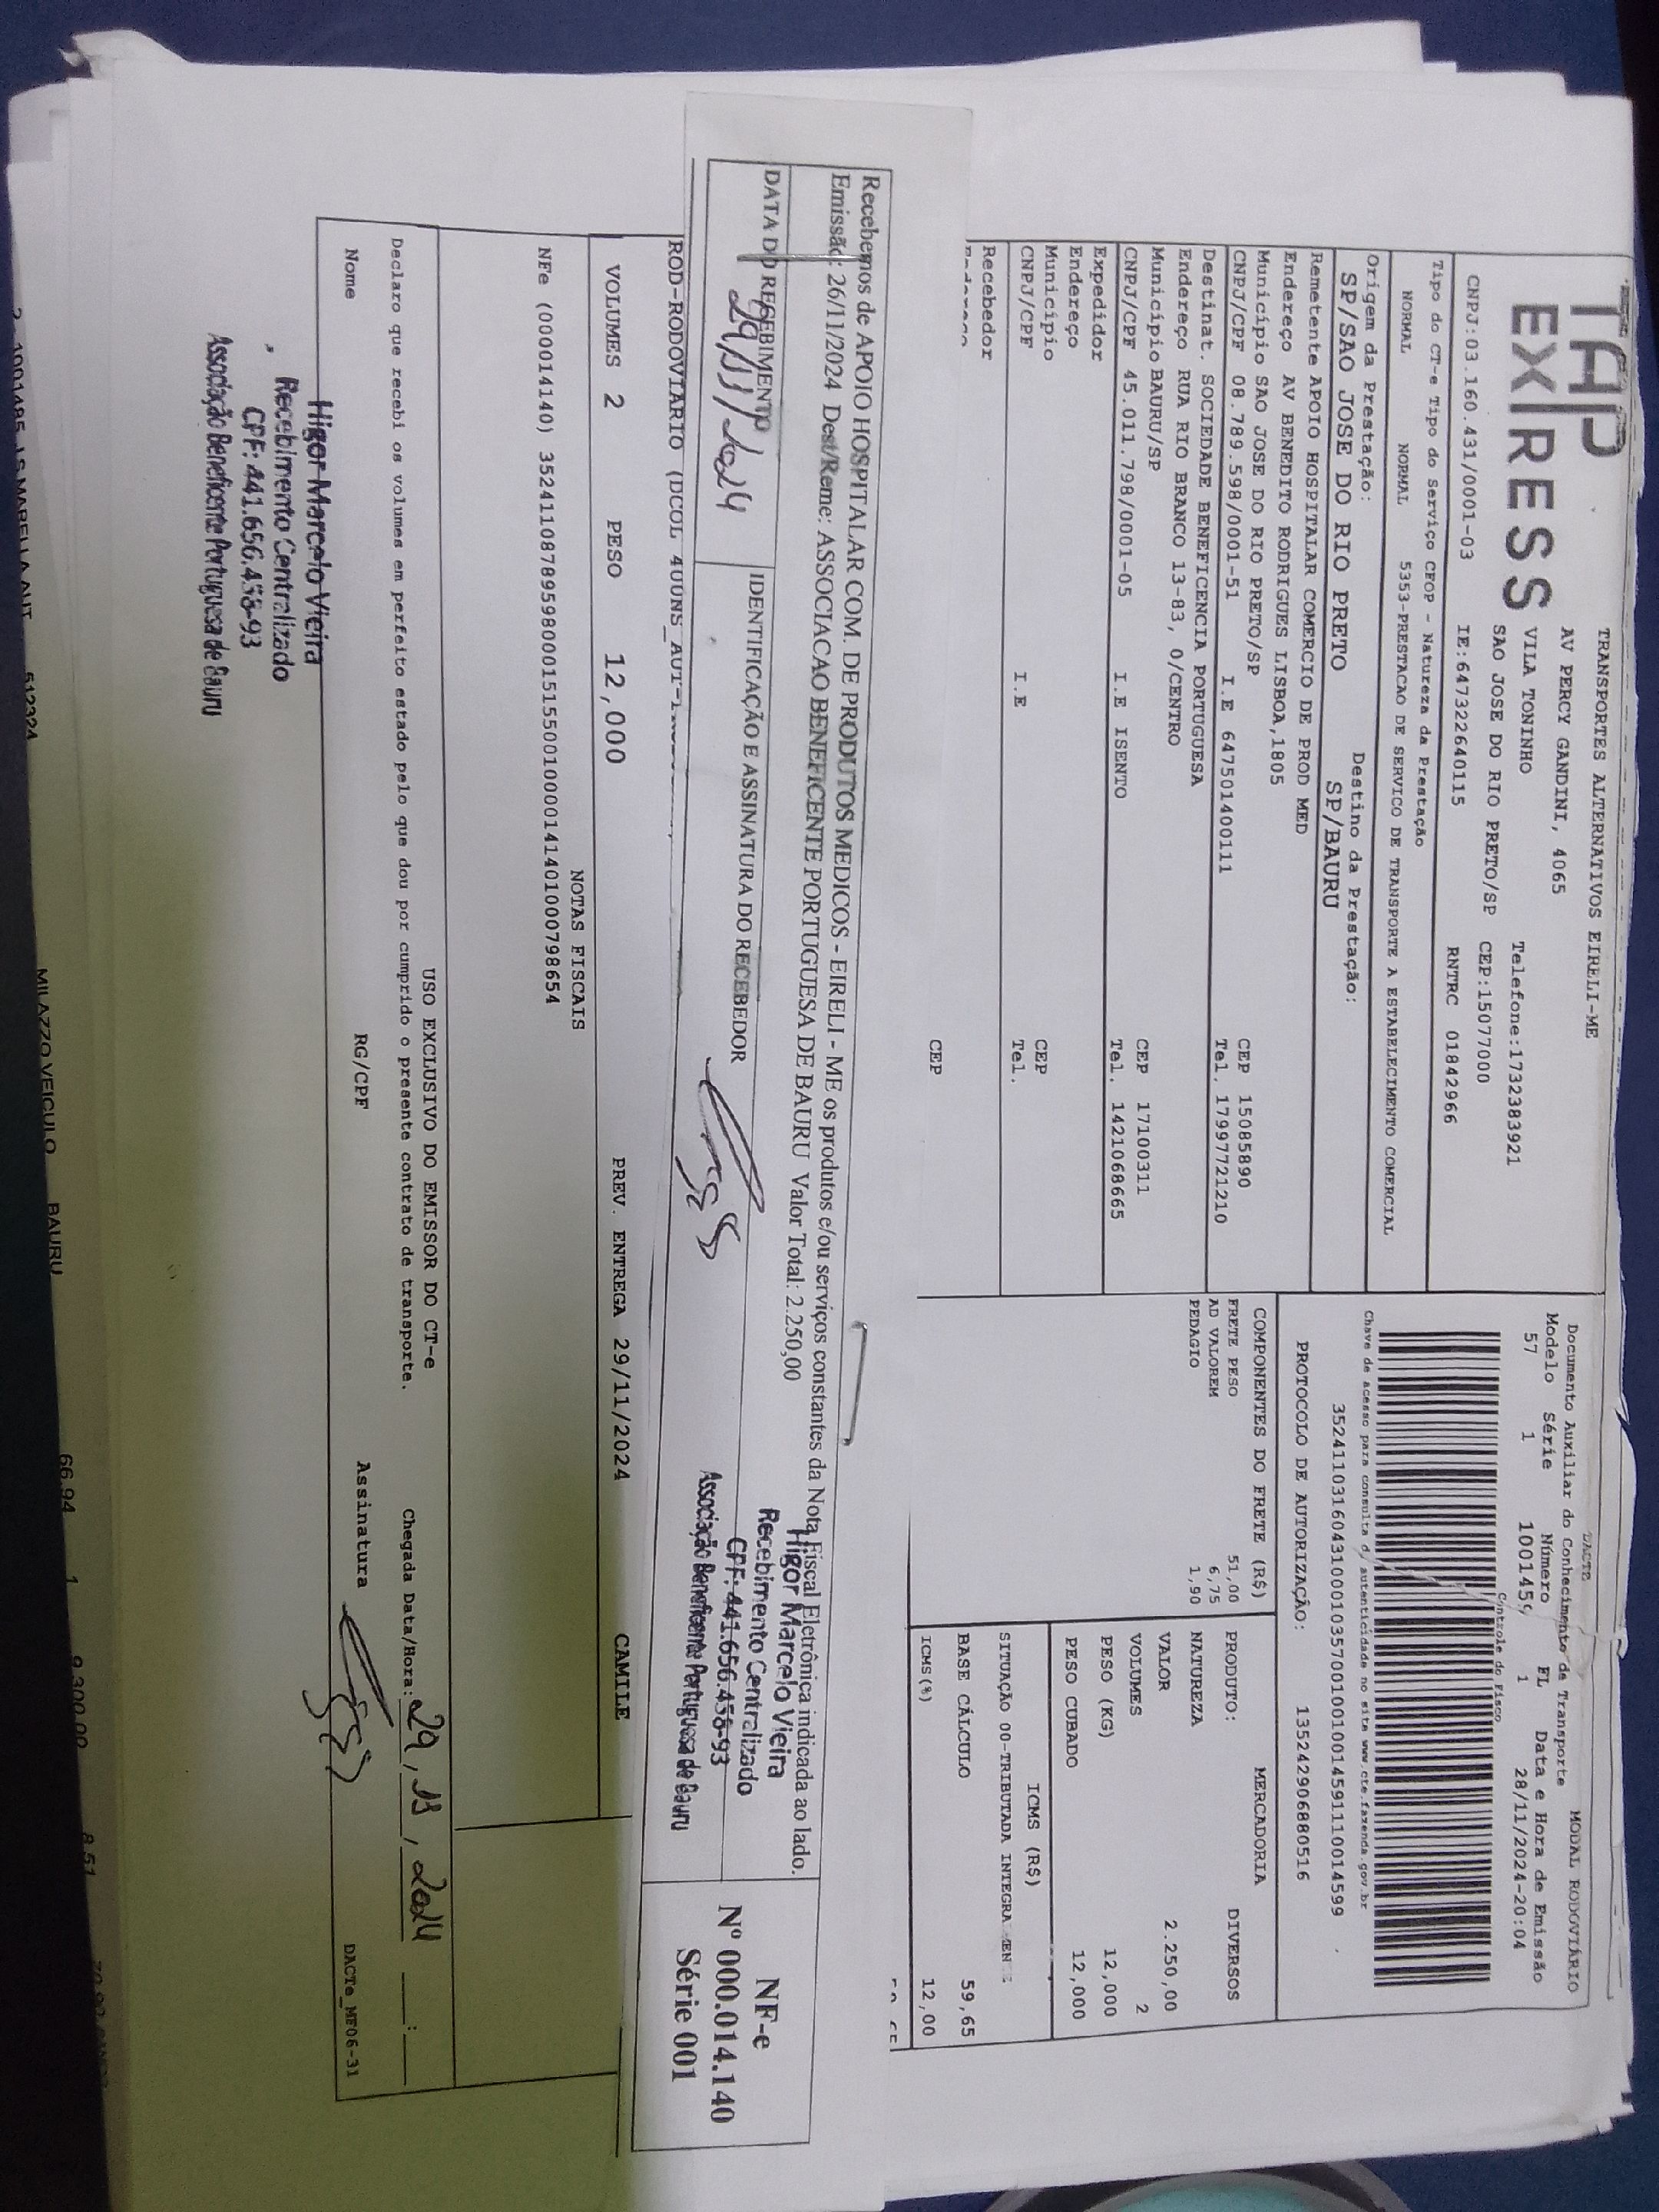 TAP
EXPRESS
TRANSPORTES ALTERNATIVOS EIRELI-ME
AV PERCY GANDINI, 4065
VILA TONINHO
Telefone:1732383921
SAO JOSE DO RIO PRETO/SP CEP:15077000
CNPJ:03.160.431/0001-03 IE:647322640115 RNTRC 01842966
DACTE
MODAL RODOVIÁRIO
Documento Auxiliar do Conhecimento de Transporte
Modelo Série Número FL Data e Hora de Emissão
57 1 100145 1 28/11/2024-20:04
Controle do Fisco
Tipo do CT-e Tipo do Serviço CFOP - Natureza da Prestação
NORMAL NORMAL 5353-PRESTACAO DE SERVICO DE TRANSPORTE A ESTABELECIMENTO COMERCIAL
Chave de acesso para consulta d autenticidade no site www.cte.fazenda.gov.br
35241103160431000103570010010014591110014599
Origem da Prestação: Destino da Prestação:
SP/SAO JOSE DO RIO PRETO SP/BAURU
PROTOCOLO DE AUTORIZAÇÃO: 135242906880516
Remetente APOIO HOSPITALAR COMERCIO DE PROD MED
Endereço AV BENEDITO RODRIGUES LISBOA,1805
Município SAO JOSE DO RIO PRETO/SP CEP 15085890
CNPJ/CPF 08.789.598/0001-51 I.E 647501400111 Tel. 17997721210
Destinat. SOCIEDADE BENEFICENCIA PORTUGUESA
Endereço RUA RIO BRANCO 13-83, 0/CENTRO
Município BAURU/SP CEP 17100311
CNPJ/CPF 45.011.798/0001-05 I.E ISENTO Tel. 1421068665
Expedidor
Endereço
Município CEP
CNPJ/CPF I.E Tel.
Recebedor
CEP
COMPONENTES DO FRETE (R$)
FRETE PESO 51,00
AD VALOREM 6,75
PEDAGIO 1,90
MERCADORIA
PRODUTO: DIVERSOS
NATUREZA
VALOR 2.250,00
VOLUMES 2
PESO (KG) 12,000
PESO CUBADO 12,000
ICMS (R$)
SITUAÇÃO 00-TRIBUTADA
BASE CÁLCULO 59,65
ICMS(%) 12,00
Recebemos de APOIO HOSPITALAR COM. DE PRODUTOS MEDICOS - EIRELI - ME os produtos e/ou serviços constantes da Nota Fiscal Eletrônica indicada ao lado.
Emissão: 26/11/2024 Dest/Reme: ASSOCIACAO BENEFICENTE PORTUGUESA DE BAURU Valor Total: 2.250,00
DATA DO RECEBIMENTO IDENTIFICAÇÃO E ASSINATURA DO RECEBEDOR
29/11/2024
Higor Marcelo Vieira
Recebimento Centralizado
CPF: 441.656.458-93
Associação Beneficente Portuguesa de Bauru
NF-e
Nº 000.014.140
Série 001
ROD-RODOVIÁRIO (DCOL
VOLUMES 2 PESO 12,000 PREV. ENTREGA 29/11/2024 CAMILE
NOTAS FISCAIS
NFe (000014140) 35241108789598000151550010000141401000798654
USO EXCLUSIVO DO EMISSOR DO CT-e
Declaro que recebi os volumes em perfeito estado pelo que dou por cumprido o presente contrato de transporte. Chegada Data/Hora: 29, 11, 2024 :
Nome RG/CPF Assinatura DACTe_MF06-31
Higor Marcelo Vieira
Recebimento Centralizado
CPF: 441.656.458-93
Associação Beneficente Portuguesa de Bauru
MILAZZO VEICULO BAURU 66,94 1